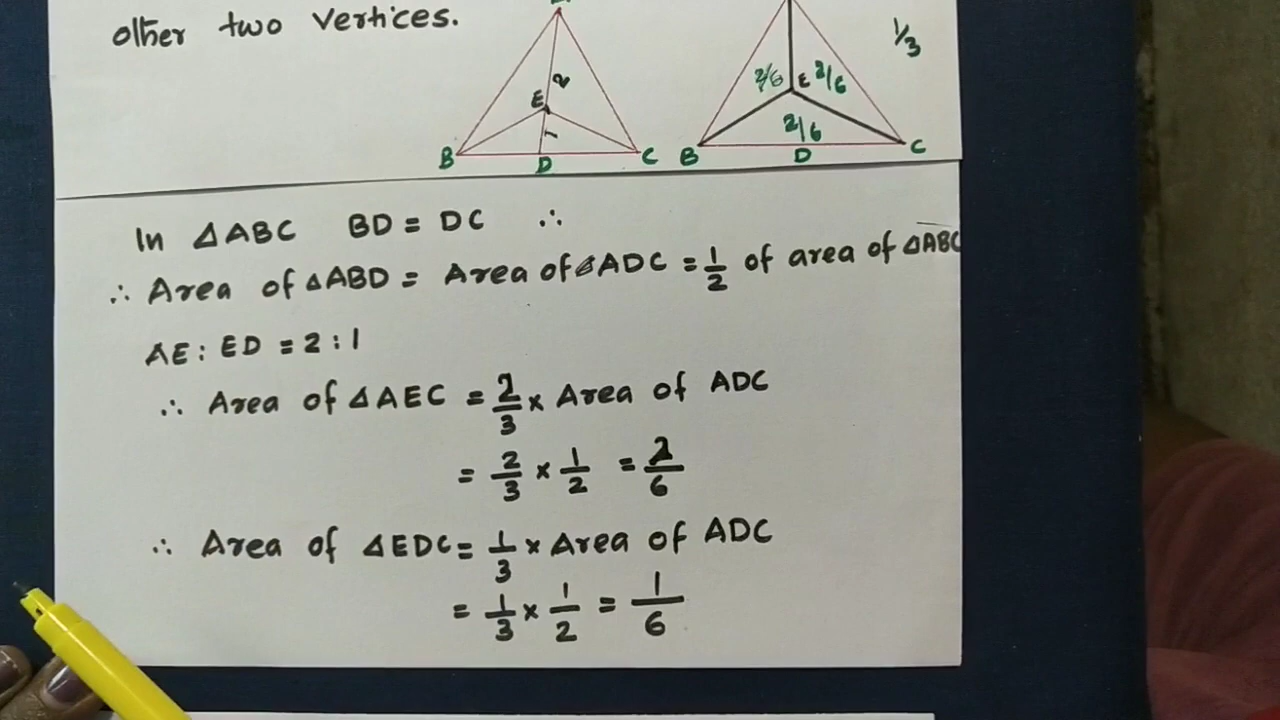 other two vertices.
E 2
1
B D C
1/3
2/6 E 2/6
2/6
B D C
In ΔABC BD = DC ∴
∴ Area of ΔABD = Area of ΔADC = 1/2 of area of ΔABC
AE : ED = 2 : 1
∴ Area of ΔAEC = 2/3 × Area of ADC
= 2/3 × 1/2 = 2/6
∴ Area of ΔEDC = 1/3 × Area of ADC
= 1/3 × 1/2 = 1/6